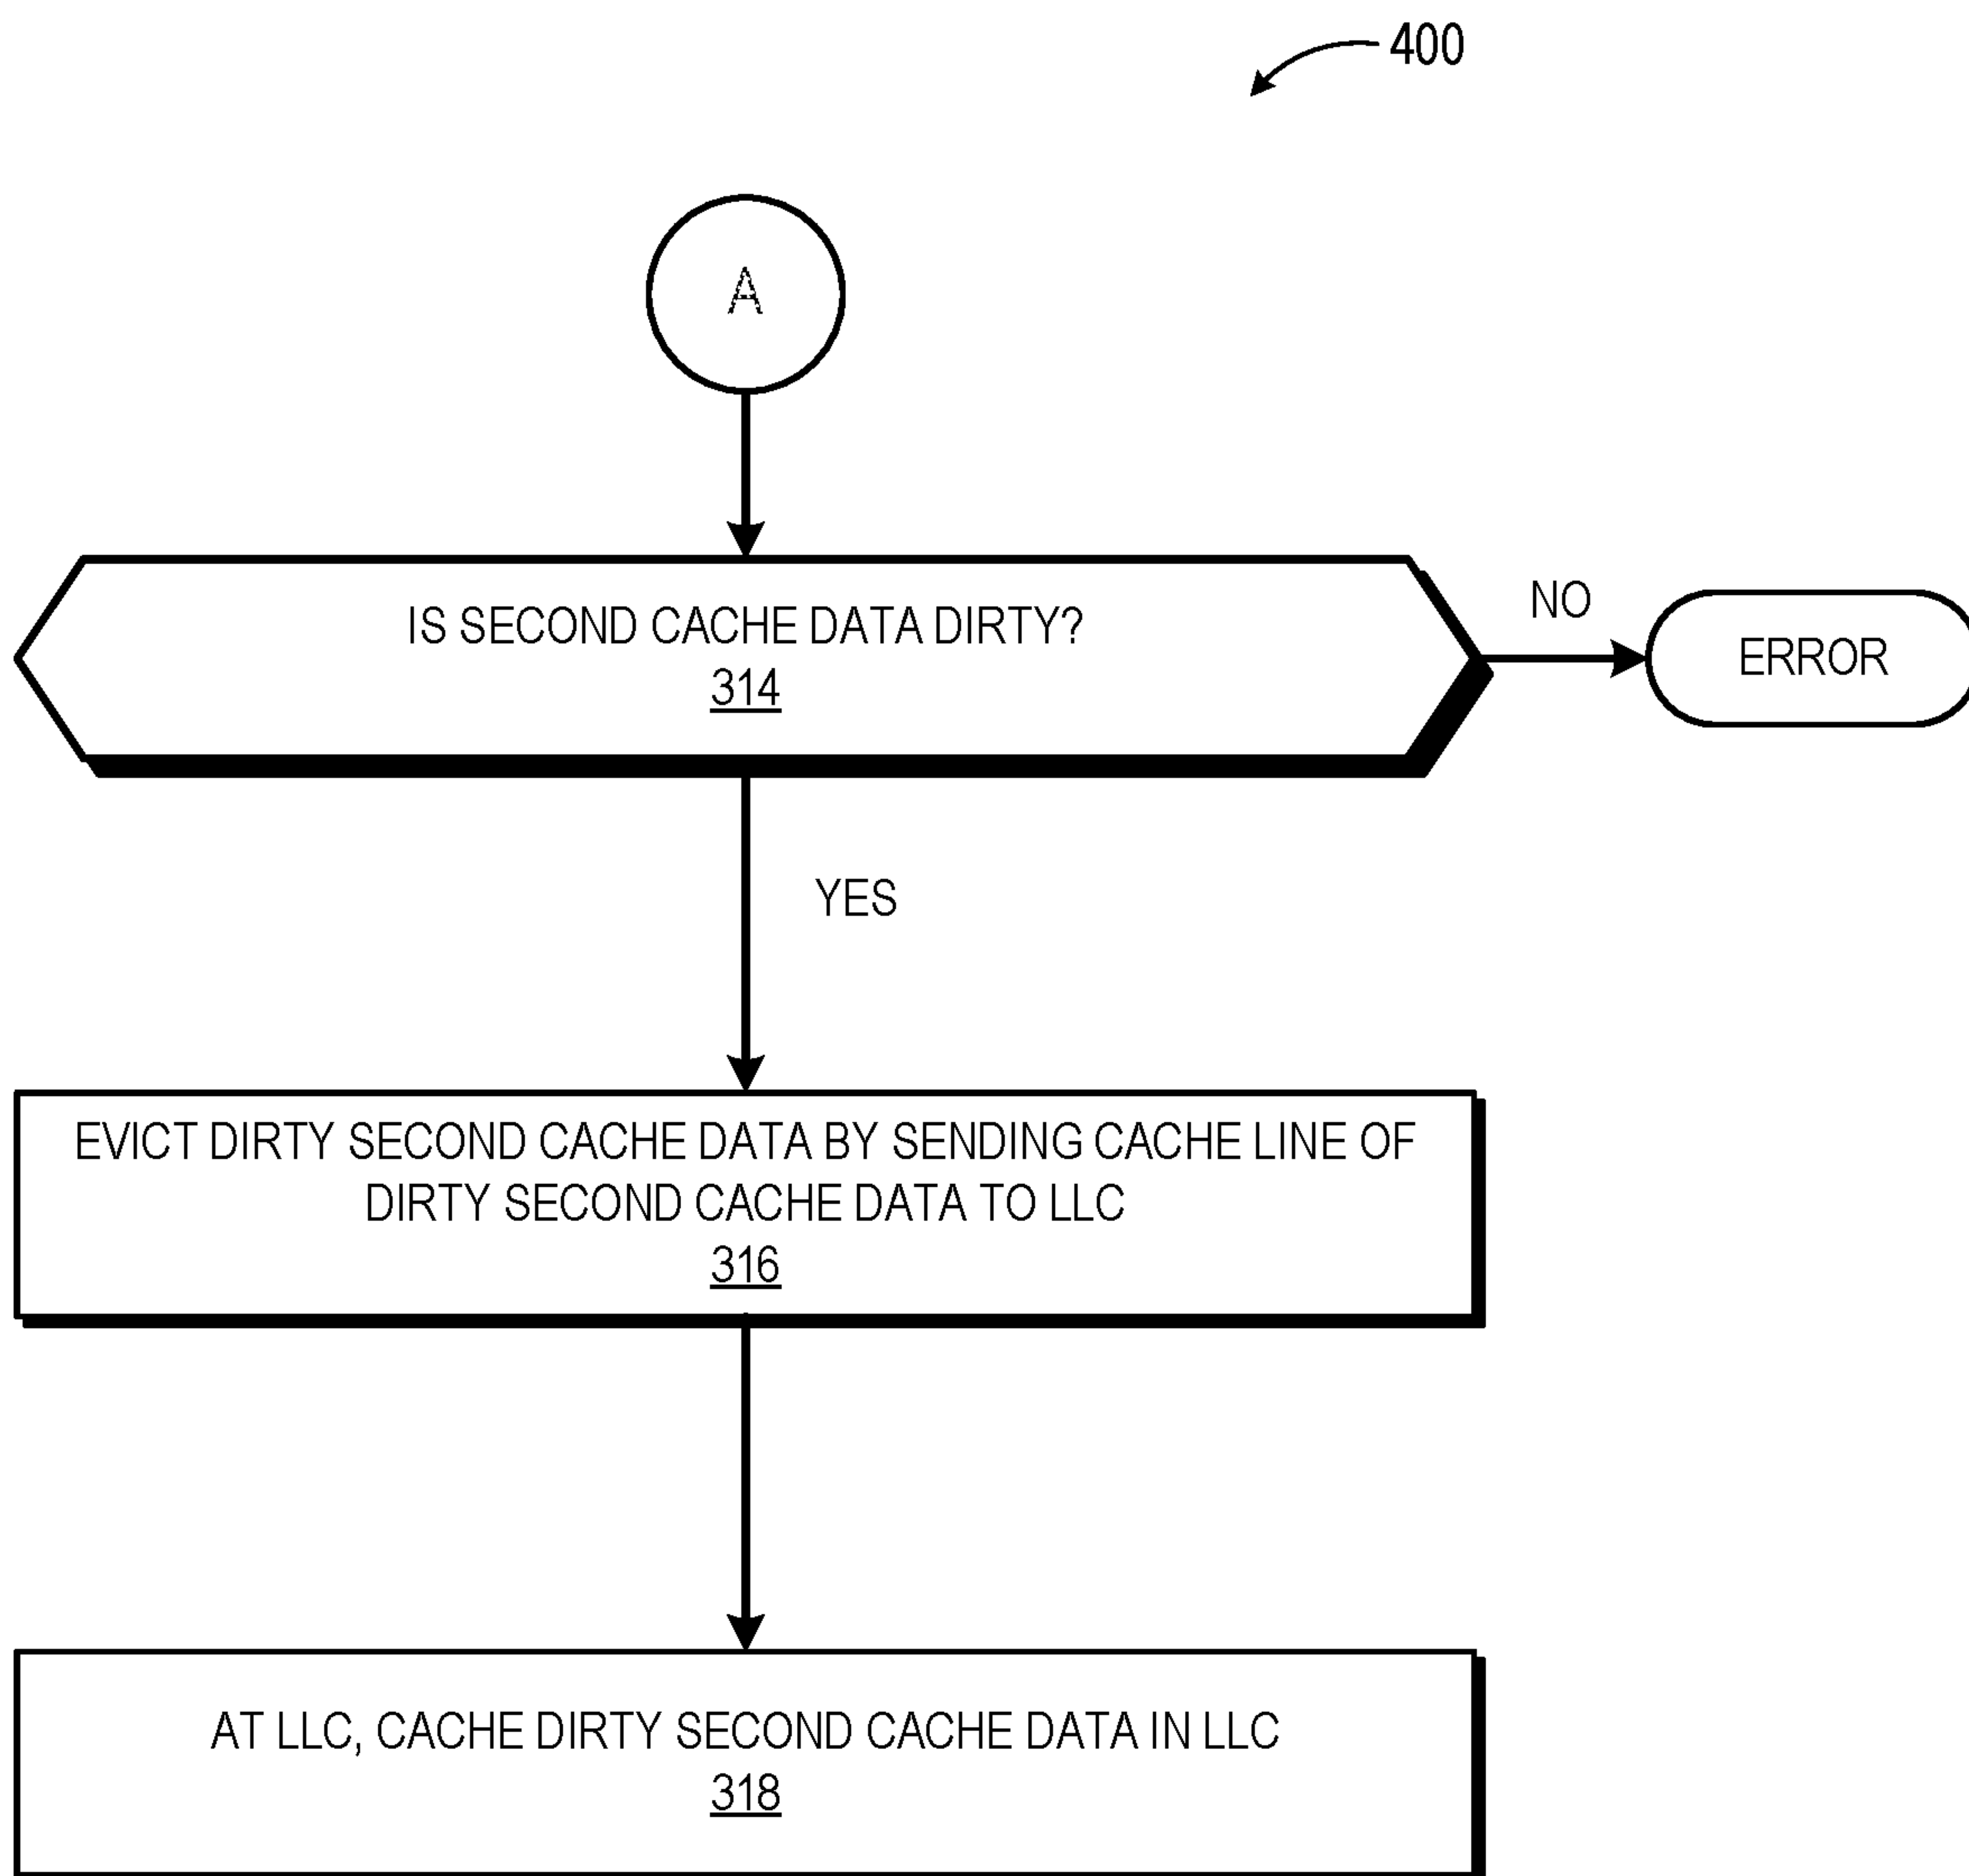 400
A
IS SECOND CACHE DATA DIRTY?
314
NO
ERROR
YES
EVICT DIRTY SECOND CACHE DATA BY SENDING CACHE LINE OF
DIRTY SECOND CACHE DATA TO LLC
316
AT LLC, CACHE DIRTY SECOND CACHE DATA IN LLC
318